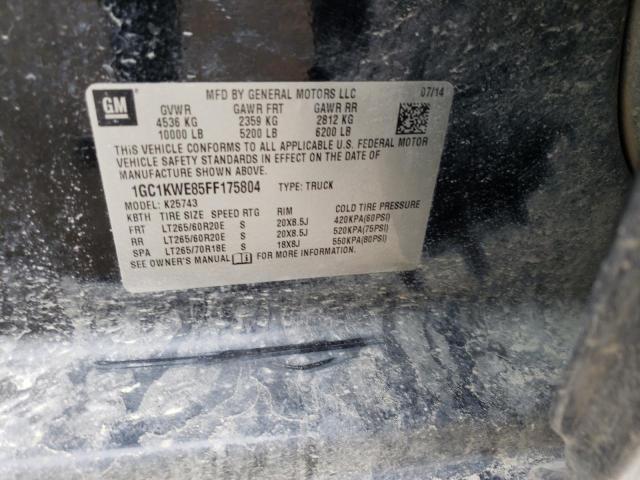 GM
MFD BY GENERAL MOTORS LLC 07/14
GVWR GAWR FRT GAWR RR
4536 KG 2359 KG 2812 KG
10000 LB 5200 LB 6200 LB
THIS VEHICLE CONFORMS TO ALL APPLICABLE U.S. FEDERAL MOTOR
VEHICLE SAFETY STANDARDS IN EFFECT ON THE DATE OF
MANUFACTURE SHOWN ABOVE.
1GC1KWE85FF175804 TYPE: TRUCK
MODEL: K25743
KBTH TIRE SIZE SPEED RTG RIM COLD TIRE PRESSURE
FRT LT265/60R20E S 20X8.5J 420KPA(60PSI)
RR LT265/60R20E S 20X8.5J 520KPA(75PSI)
SPA LT265/70R18E S 18X8J 550KPA(80PSI)
SEE OWNER'S MANUAL FOR MORE INFORMATION.